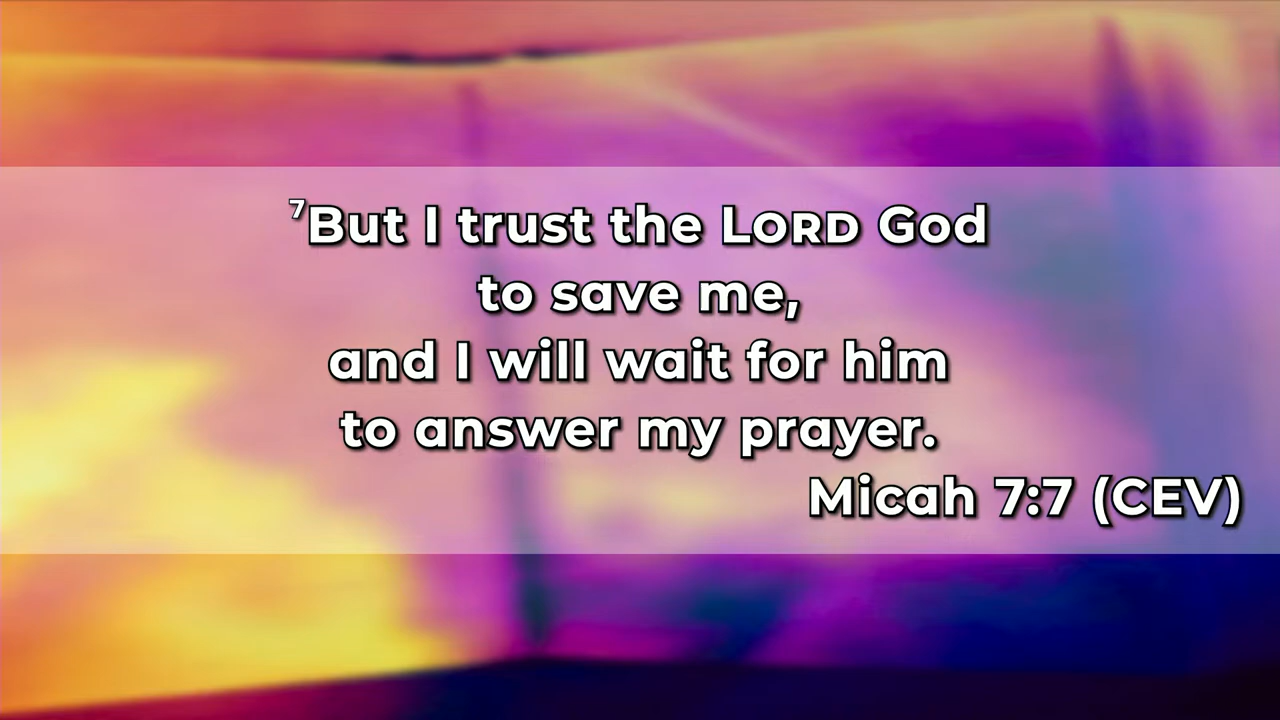 ⁷But I trust the LORD God
to save me,
and I will wait for him
to answer my prayer.
Micah 7:7 (CEV)